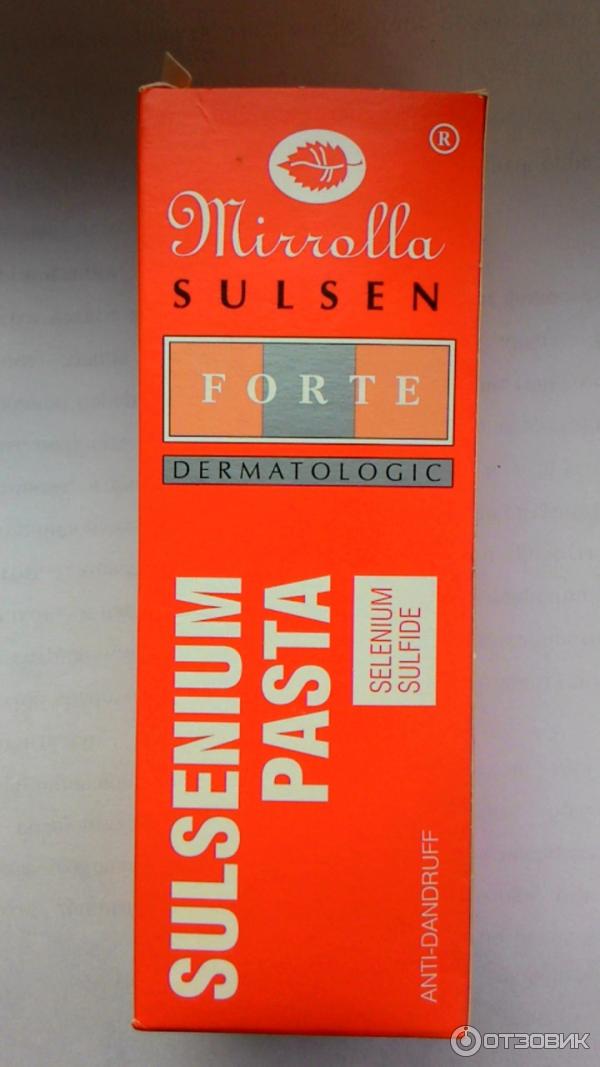 ®
Mirrolla
SULSEN
FORTE
DERMATOLOGIC
SULSENIUM
PASTA
SELENIUM
SULFIDE
ANTI-DANDRUFF
ОТЗОВИК